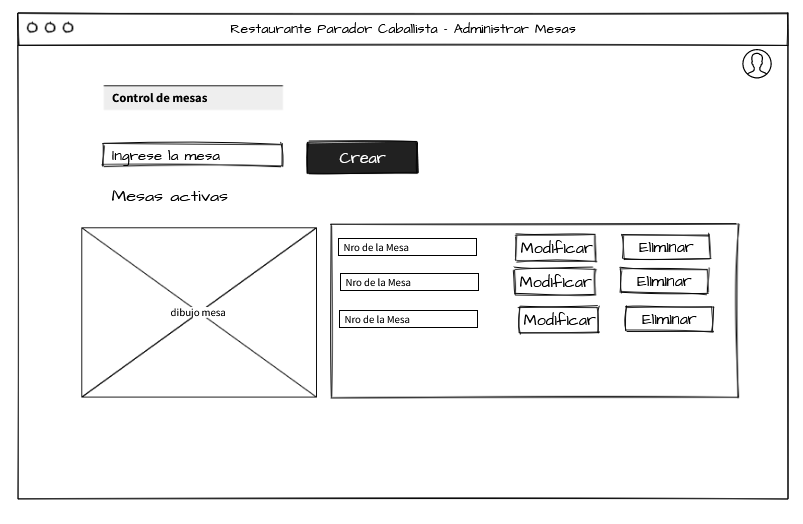 Restaurante Parador Caballista - Administrar Mesas
Control de mesas
Ingrese la mesa
Crear
Mesas activas
dibujo mesa
Nro de la Mesa Modificar Eliminar
Nro de la Mesa Modificar Eliminar
Nro de la Mesa Modificar Eliminar